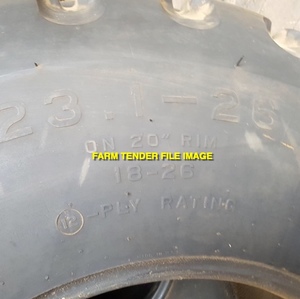 23.1-26
ON 20" RIM
FARM TENDER FILE IMAGE
18-26
-PLY RATING